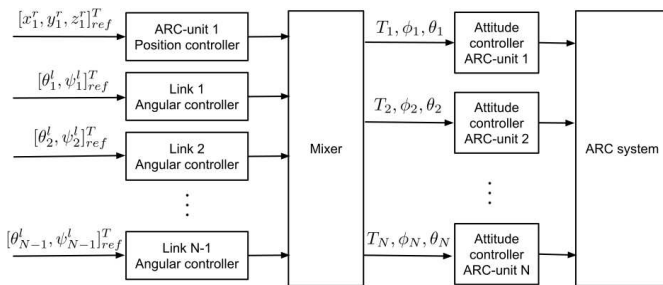 [x_1^r, y_1^r, z_1^r]_{ref}^T
ARC-unit 1
Position controller
[θ_1^l, ψ_1^l]_{ref}^T
Link 1
Angular controller
[θ_2^l, ψ_2^l]_{ref}^T
Link 2
Angular controller
[θ_{N-1}^l, ψ_{N-1}^l]_{ref}^T
Link N-1
Angular controller
Mixer
T_1, ϕ_1, θ_1
Attitude
controller
ARC-unit 1
T_2, ϕ_2, θ_2
Attitude
controller
ARC-unit 2
T_N, ϕ_N, θ_N
Attitude
controller
ARC-unit N
ARC system